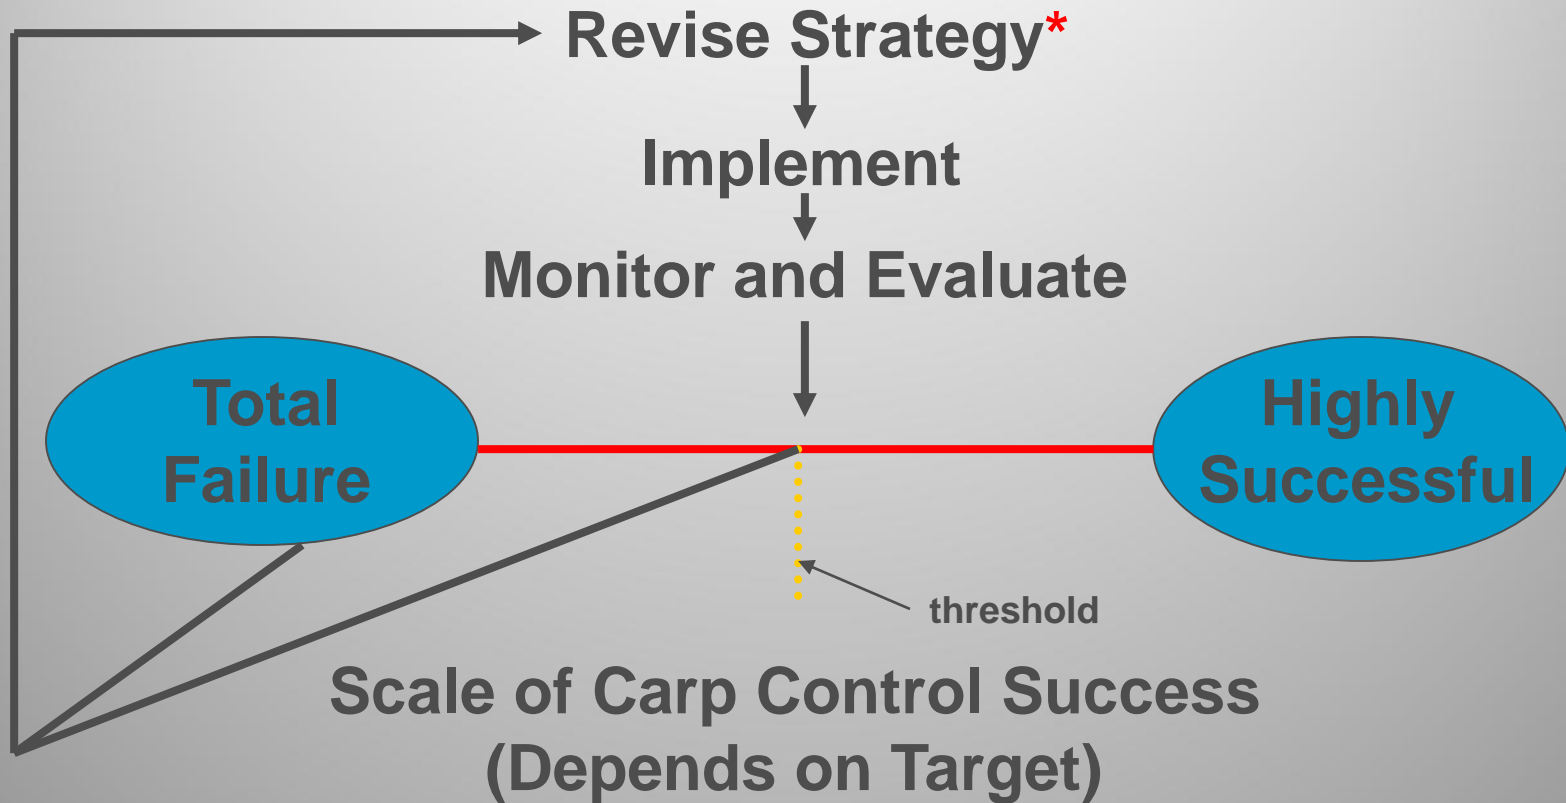 Revise Strategy*
Implement
Monitor and Evaluate
Total
Failure
Highly
Successful
threshold
Scale of Carp Control Success
(Depends on Target)